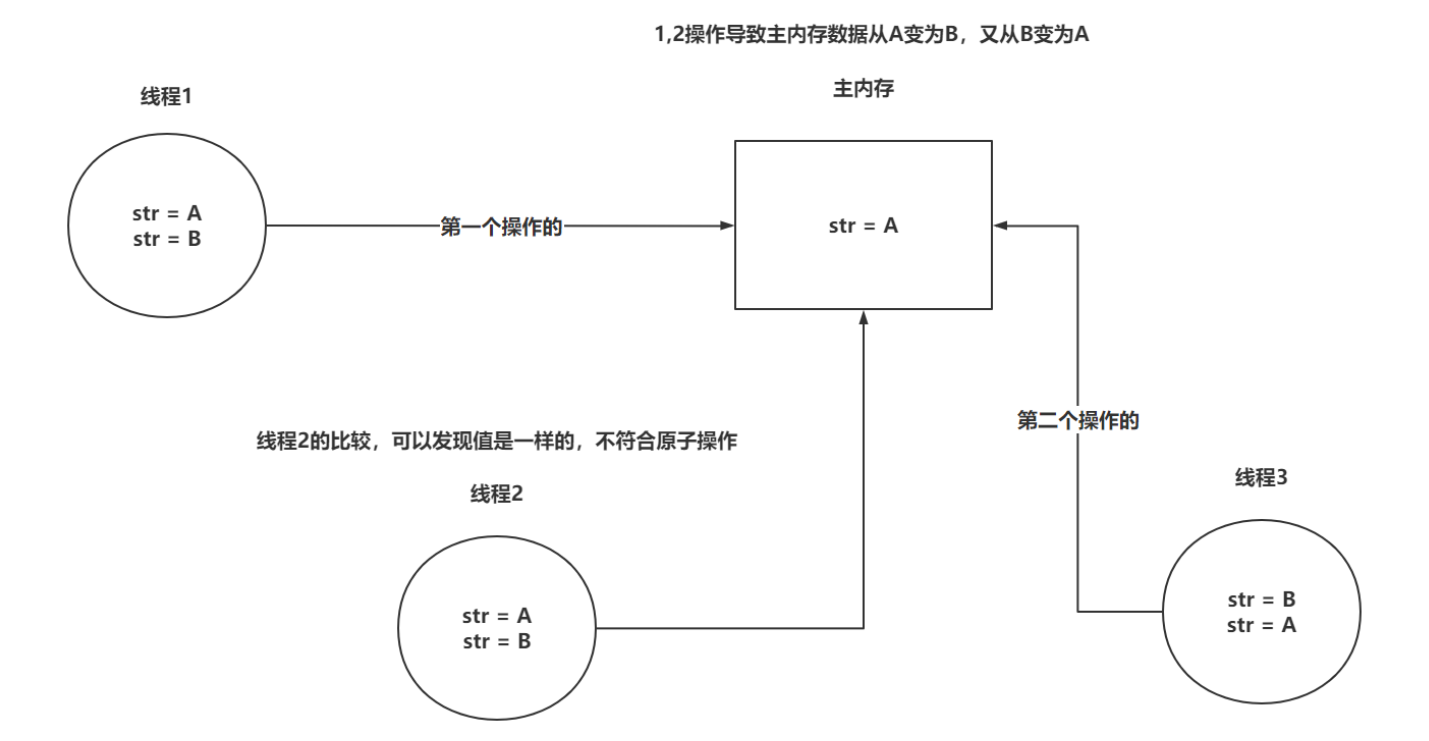 1,2操作导致主内存数据从A变为B，又从B变为A
主内存
线程1
str = A
str = B
第一个操作的
str = A
第二个操作的
线程2的比较，可以发现值是一样的，不符合原子操作
线程2
str = A
str = B
线程3
str = B
str = A